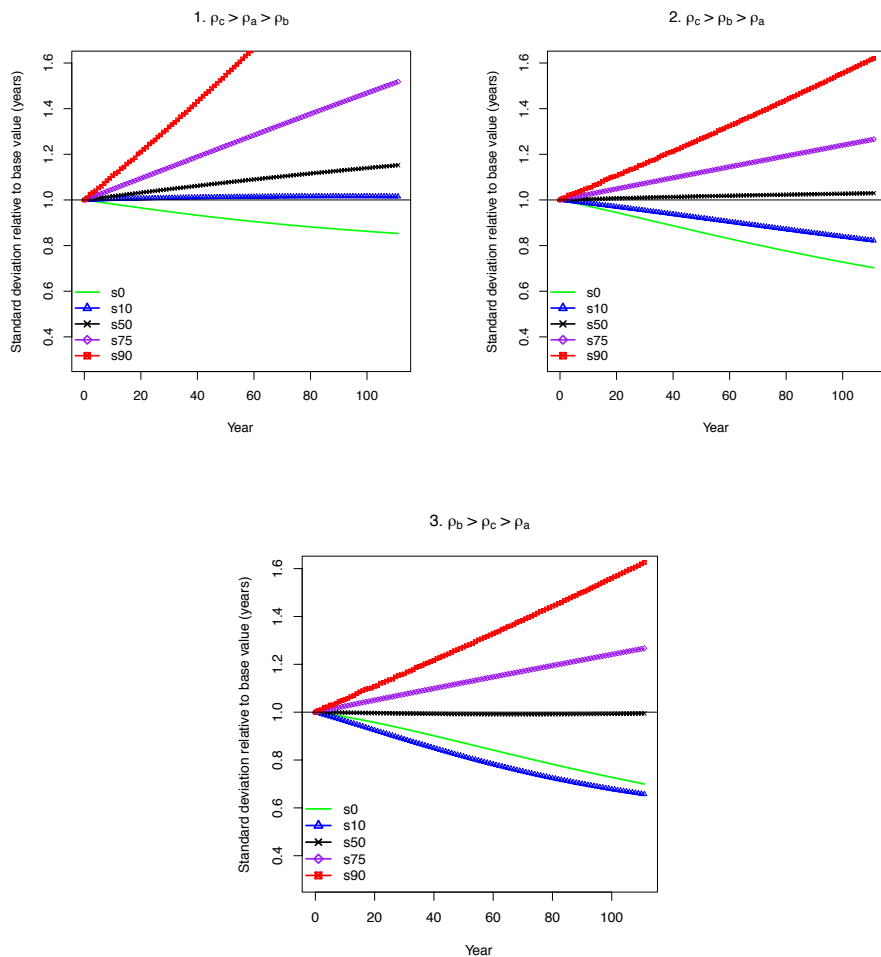 1. ρc > ρa > ρb
Standard deviation relative to base value (years)
1.6
1.4
1.2
1.0
0.8
0.6
0.4
s0
s10
s50
s75
s90
0 20 40 60 80 100
Year
2. ρc > ρb > ρa
Standard deviation relative to base value (years)
1.6
1.4
1.2
1.0
0.8
0.6
0.4
s0
s10
s50
s75
s90
0 20 40 60 80 100
Year
3. ρb > ρc > ρa
Standard deviation relative to base value (years)
1.6
1.4
1.2
1.0
0.8
0.6
0.4
s0
s10
s50
s75
s90
0 20 40 60 80 100
Year